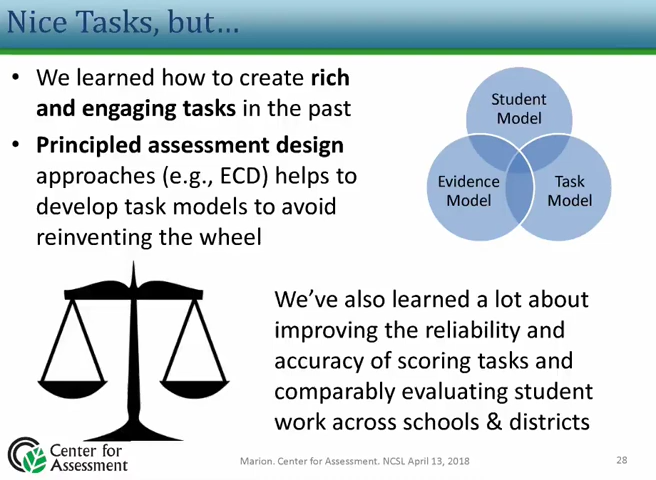 Nice Tasks, but…
• We learned how to create rich
and engaging tasks in the past
• Principled assessment design
approaches (e.g., ECD) helps to
develop task models to avoid
reinventing the wheel
Student
Model
Evidence
Model
Task
Model
We’ve also learned a lot about
improving the reliability and
accuracy of scoring tasks and
comparably evaluating student
work across schools & districts
Center for
Assessment
Marion. Center for Assessment. NCSL April 13, 2018
28